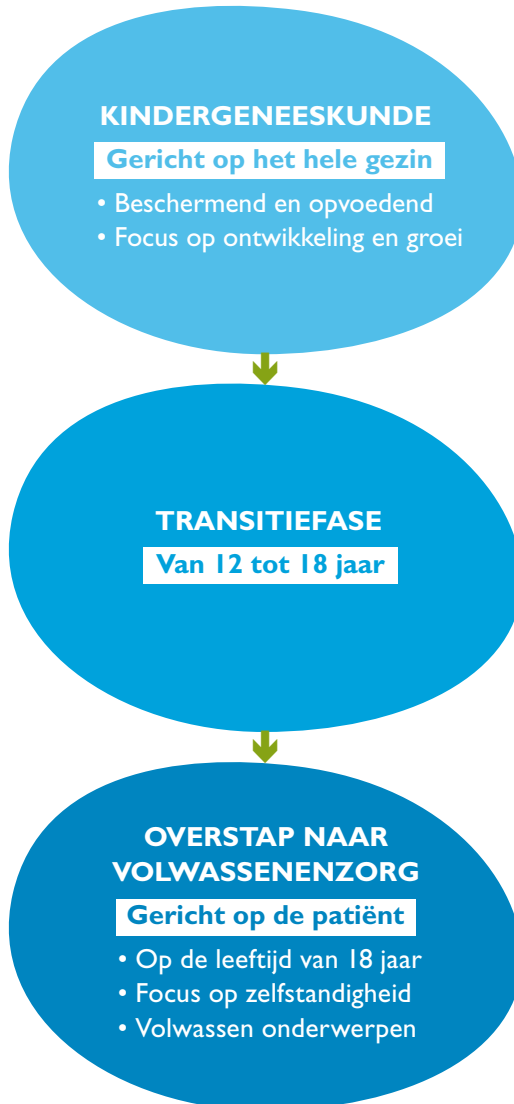 KINDERGENEESKUNDE
Gericht op het hele gezin
• Beschermend en opvoedend
• Focus op ontwikkeling en groei
TRANSITIEFASE
Van 12 tot 18 jaar
OVERSTAP NAAR
VOLWASSENENZORG
Gericht op de patiënt
• Op de leeftijd van 18 jaar
• Focus op zelfstandigheid
• Volwassen onderwerpen